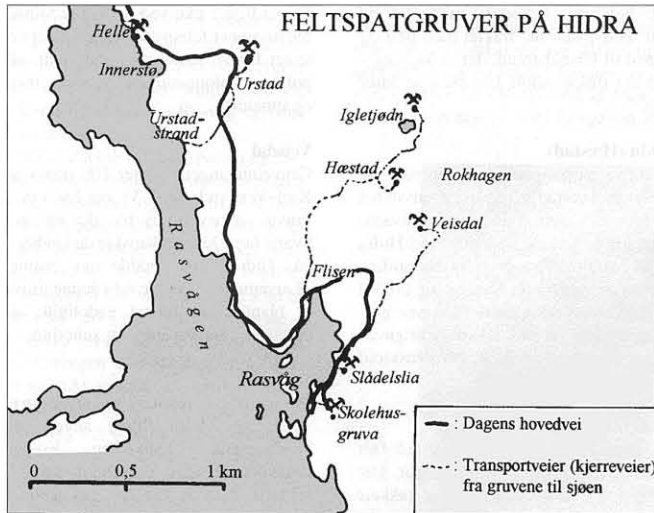 FELTSPATGRUVER PÅ HIDRA
Helle
Innerstø
Urstad
Urstad-
strand
Igletjødn
Hæstad
Rokhagen
Veisdal
Rasvågen
Flisen
Rasvåg
Slådelslia
Skolehus-
gruva
0
0,5
1 km
: Dagens hovedvei
: Transportveier (kjerreveier)
fra gruvene til sjøen